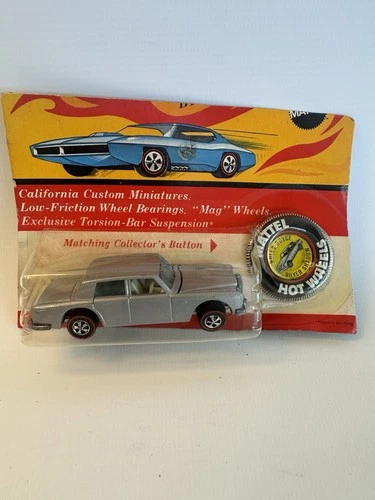 California Custom Miniatures.
Low-Friction Wheel Bearings. "Mag" Wheels.
Exclusive Torsion-Bar Suspension*
Matching Collector's Button
MATTEL
SILVER
HOT WHEELS